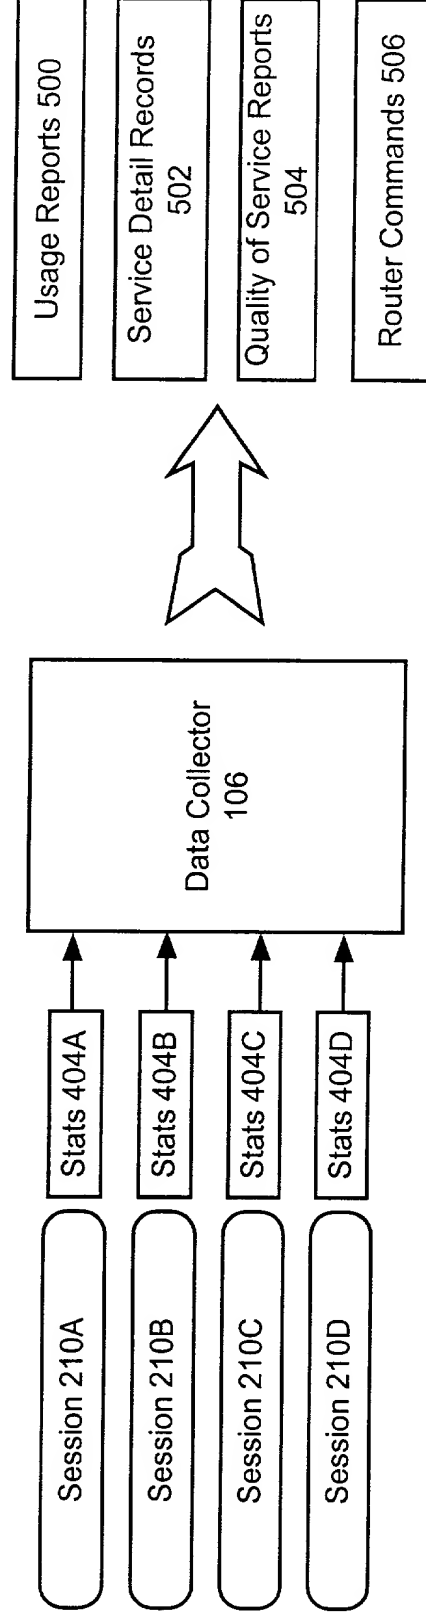 Session 210A
Session 210B
Session 210C
Session 210D
Stats 404A
Stats 404B
Stats 404C
Stats 404D
Data Collector
106
Usage Reports 500
Service Detail Records
502
Quality of Service Reports
504
Router Commands 506